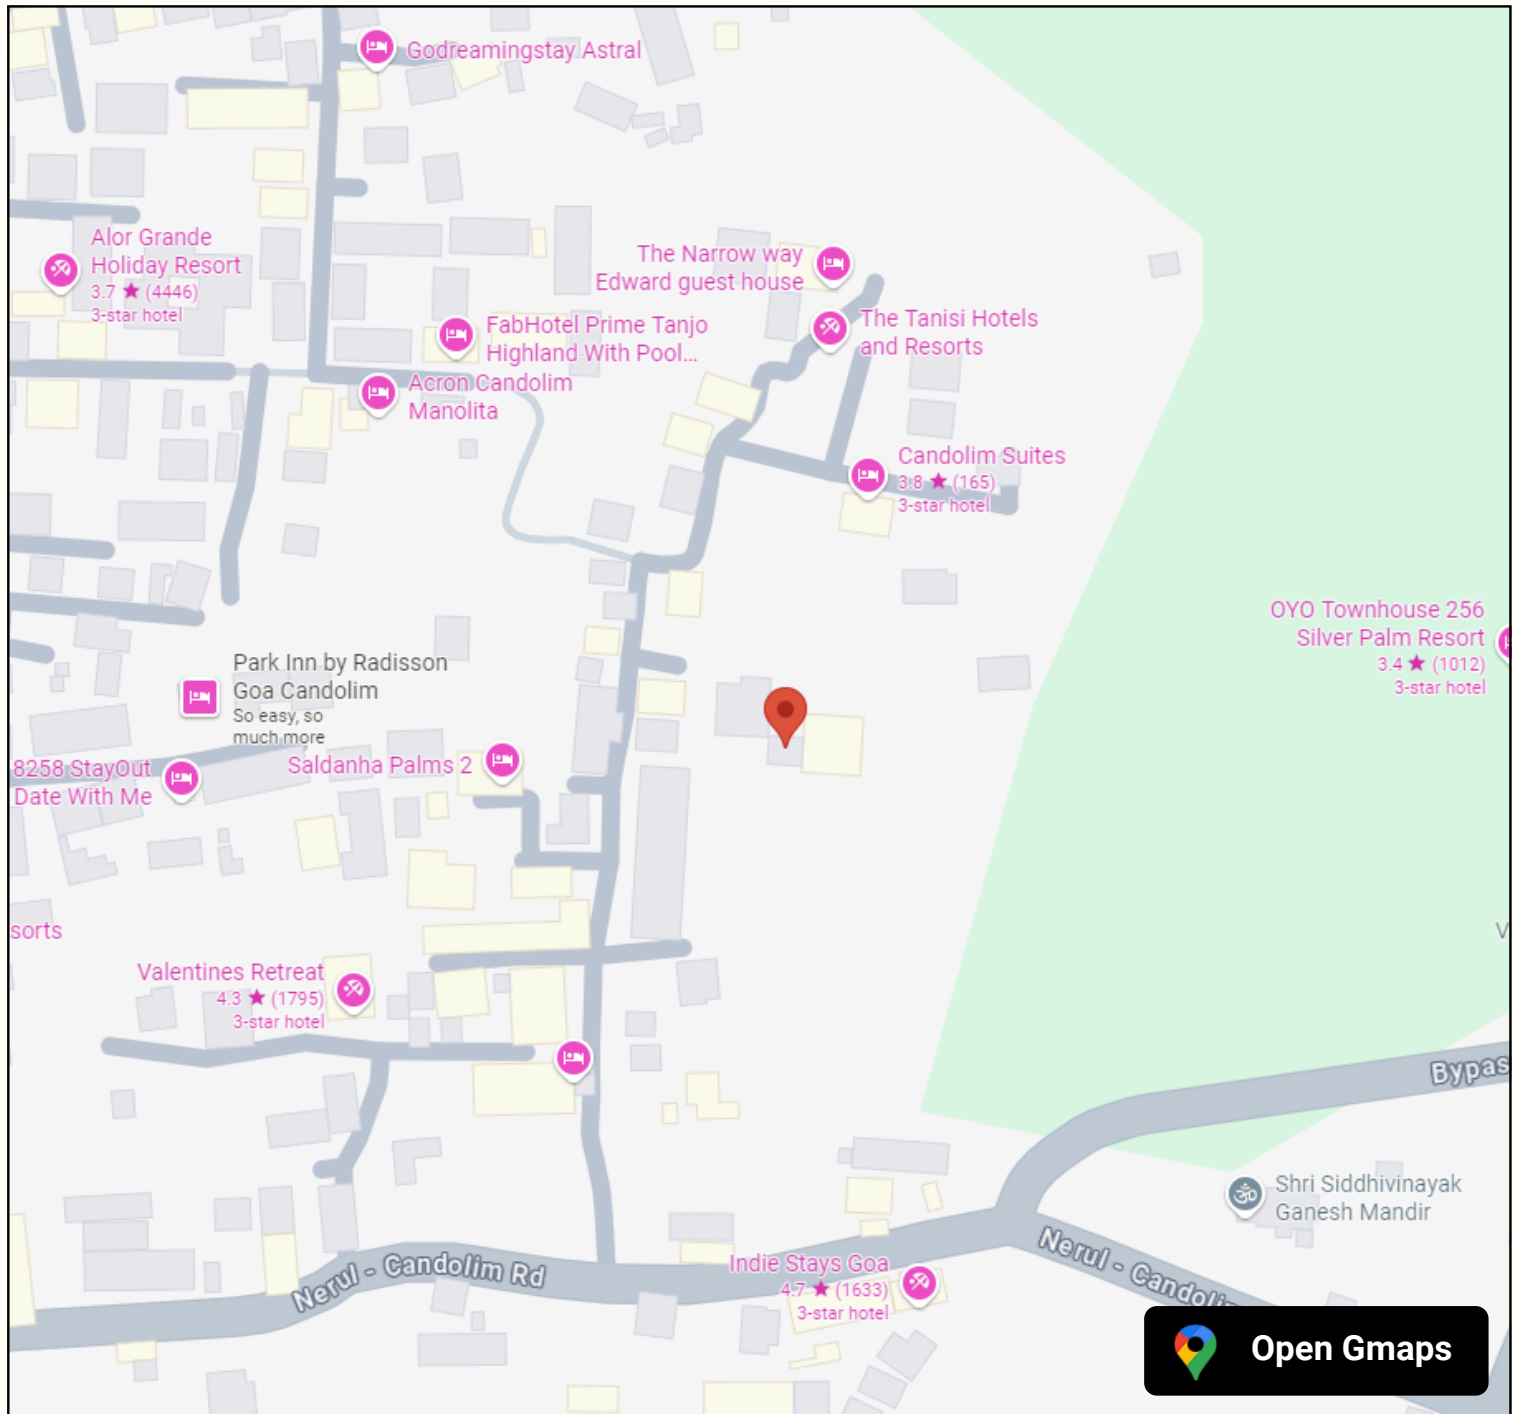 Godreamingstay Astral
Alor Grande
Holiday Resort
3.7 ★ (4446)
3-star hotel
The Narrow way
Edward guest house
FabHotel Prime Tanjo
Highland With Pool...
The Tanisi Hotels
and Resorts
Acron Candolim
Manolita
Candolim Suites
3.8 ★ (165)
3-star hotel
OYO Townhouse 256
Silver Palm Resort
3.4 ★ (1012)
3-star hotel
Park Inn by Radisson
Goa Candolim
So easy, so
much more
8258 StayOut
Date With Me
Saldanha Palms 2
sorts
V
Valentines Retreat
4.3 ★ (1795)
3-star hotel
Bypas
Shri Siddhivinayak
Ganesh Mandir
Nerul - Candolim Rd
Nerul - Candolim
Indie Stays Goa
4.7 ★ (1633)
3-star hotel
Open Gmaps